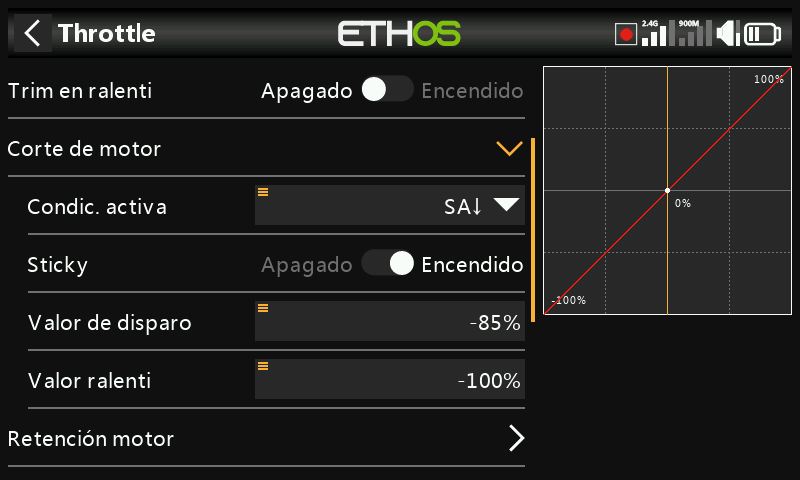 Throttle
ETHOS
2.4G
900M
Trim en ralenti Apagado Encendido
Corte de motor
Condic. activa SA↓
Sticky Apagado Encendido
Valor de disparo -85%
Valor ralenti -100%
Retención motor
100%
0%
-100%